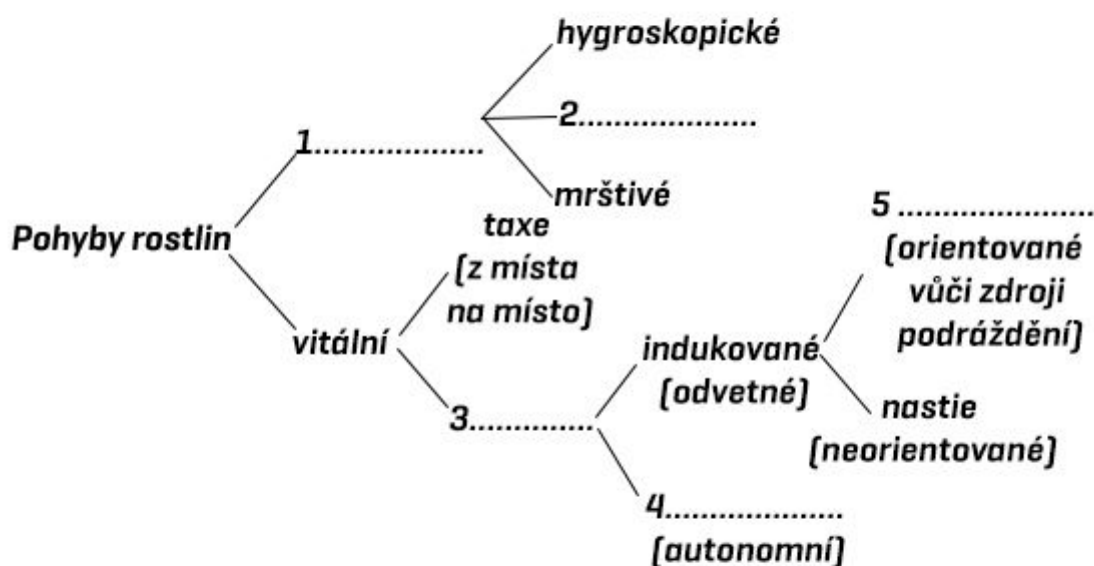 hygroskopické
1..................
2...................
mrštivé
Pohyby rostlin
taxe
(z místa
na místo)
vitální
3.............
indukované
(odvetné)
5 .....................
(orientované
vůči zdroji
podráždění)
nastie
(neorientované)
4...................
(autonomní)